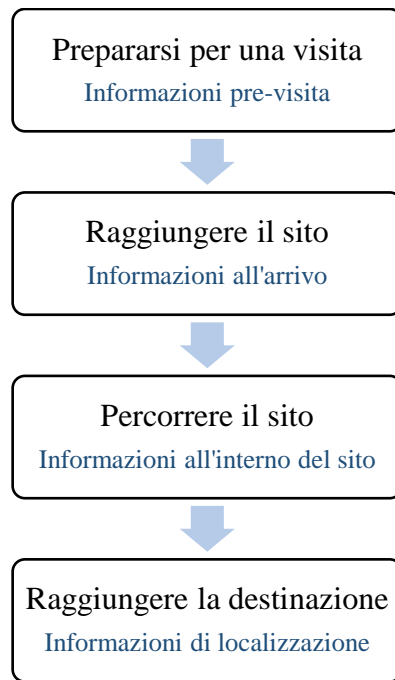 Prepararsi per una visita
Informazioni pre-visita
Raggiungere il sito
Informazioni all'arrivo
Percorrere il sito
Informazioni all'interno del sito
Raggiungere la destinazione
Informazioni di localizzazione